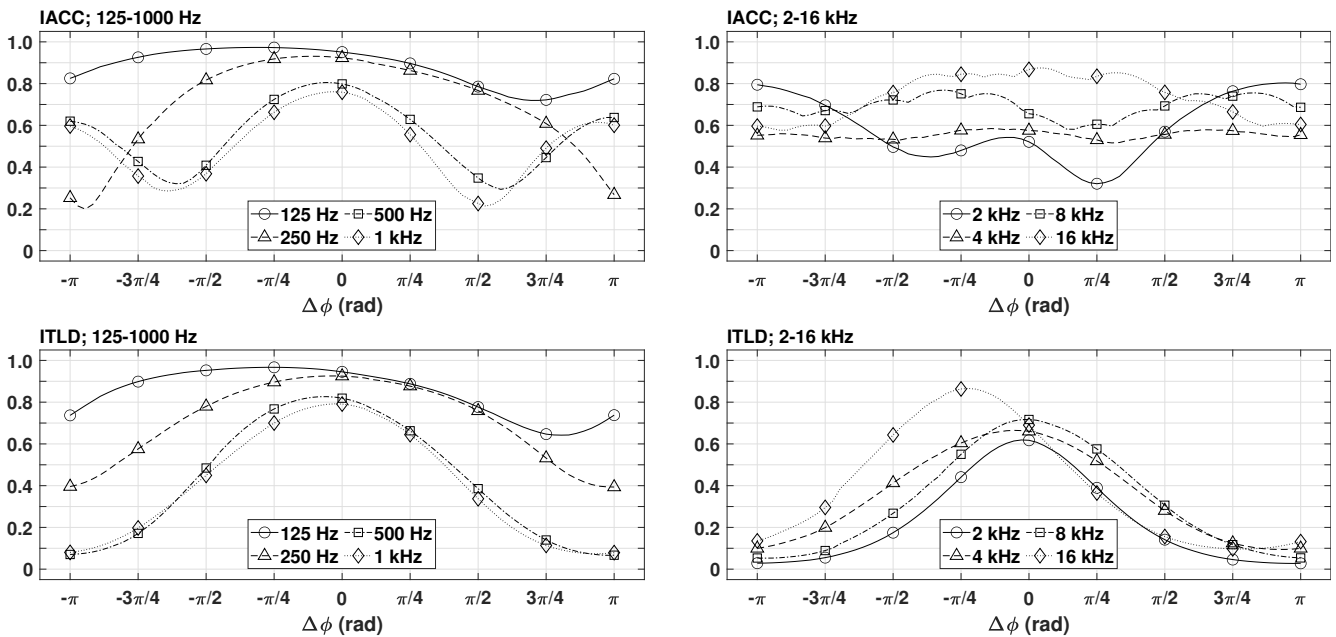 IACC; 125-1000 Hz
1.0
0.8
0.6
0.4
0.2
0
125 Hz
500 Hz
250 Hz
1 kHz
-π
-3π/4
-π/2
-π/4
0
π/4
π/2
3π/4
π
Δϕ (rad)
IACC; 2-16 kHz
1.0
0.8
0.6
0.4
0.2
0
2 kHz
8 kHz
4 kHz
16 kHz
-π
-3π/4
-π/2
-π/4
0
π/4
π/2
3π/4
π
Δϕ (rad)
ITLD; 125-1000 Hz
1.0
0.8
0.6
0.4
0.2
0
125 Hz
500 Hz
250 Hz
1 kHz
-π
-3π/4
-π/2
-π/4
0
π/4
π/2
3π/4
π
Δϕ (rad)
ITLD; 2-16 kHz
1.0
0.8
0.6
0.4
0.2
0
2 kHz
8 kHz
4 kHz
16 kHz
-π
-3π/4
-π/2
-π/4
0
π/4
π/2
3π/4
π
Δϕ (rad)